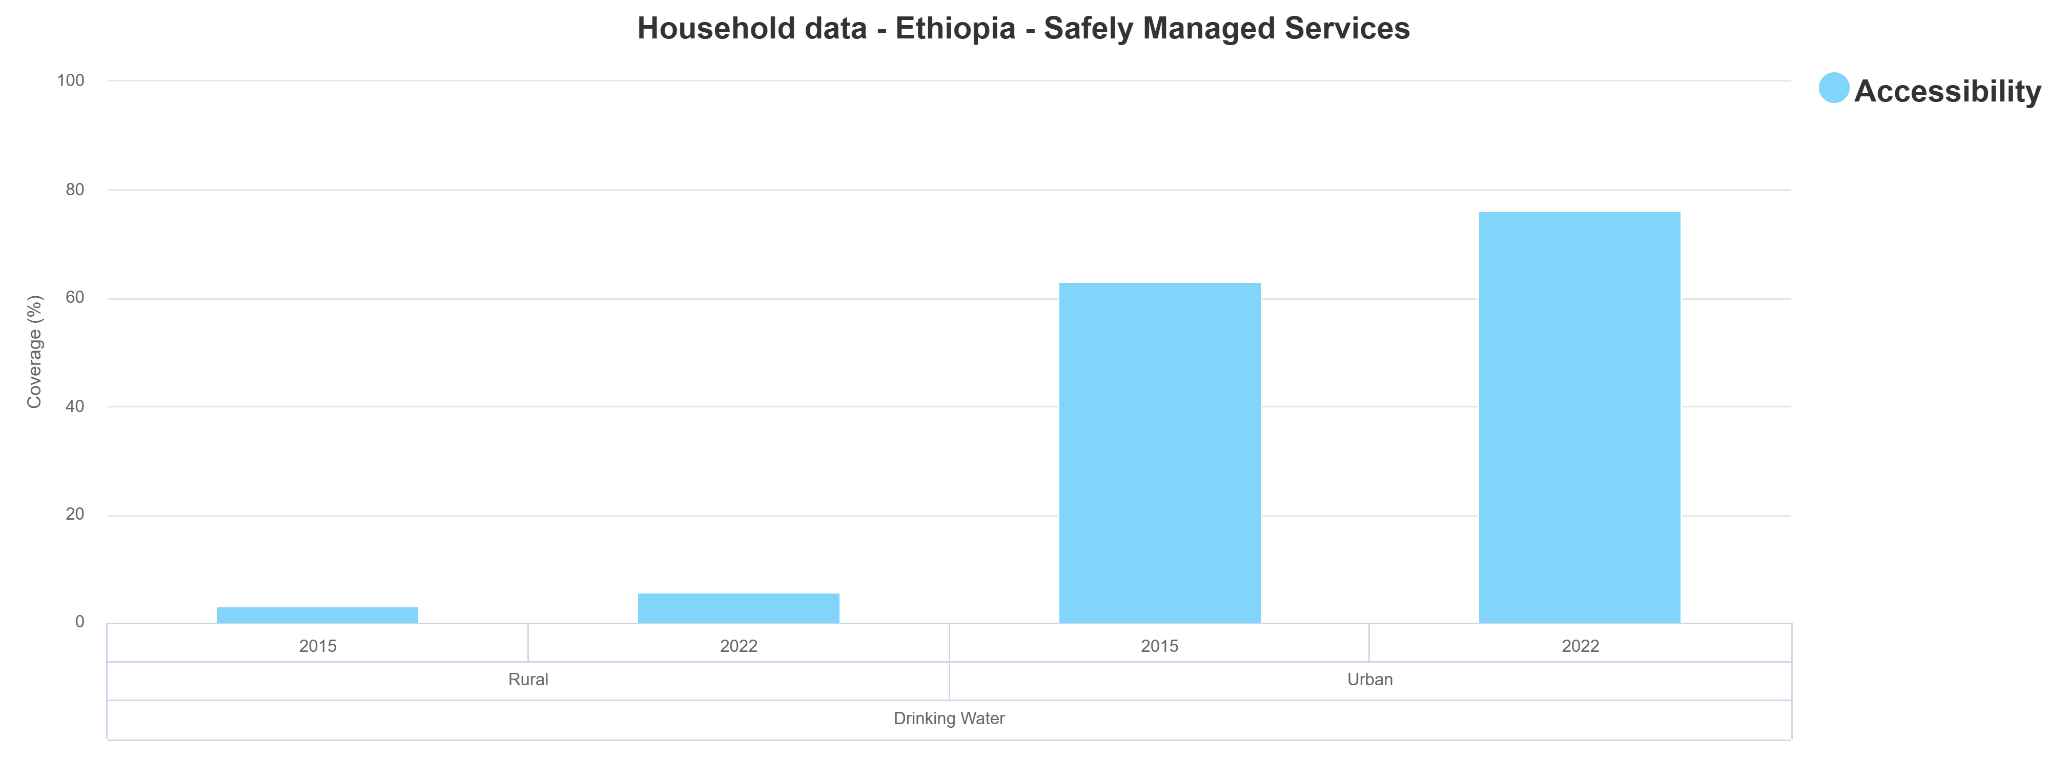 Household data - Ethiopia - Safely Managed Services
Accessibility
Coverage (%)
100
80
60
40
20
0
2015 2022 2015 2022
Rural Urban
Drinking Water